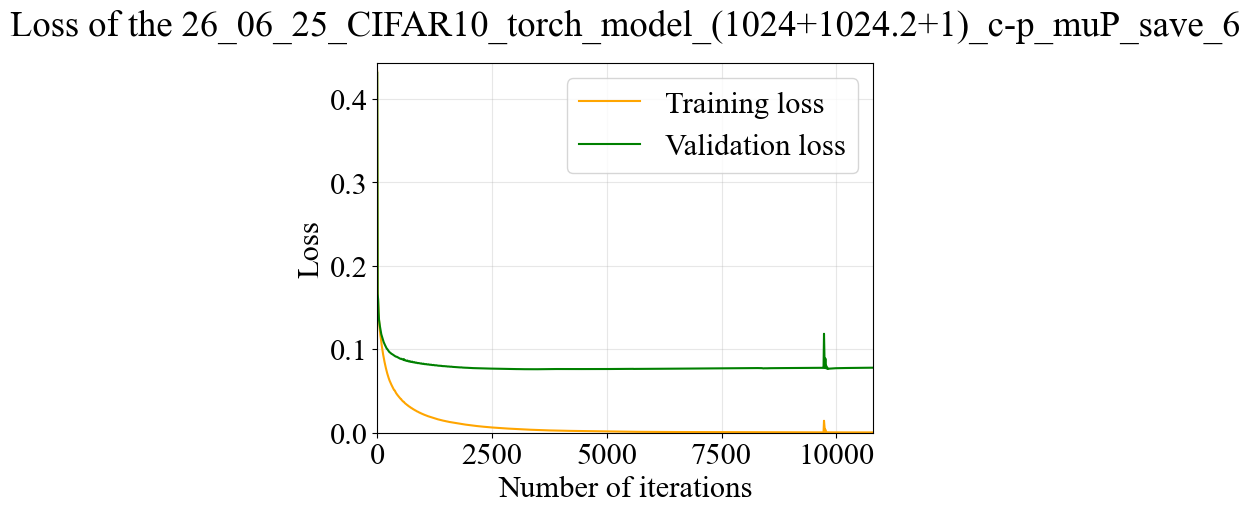 Loss of the 26_06_25_CIFAR10_torch_model_(1024+1024.2+1)_c-p_muP_save_6
Training loss
Validation loss
Loss
0.4
0.3
0.2
0.1
0.0
0 2500 5000 7500 10000
Number of iterations